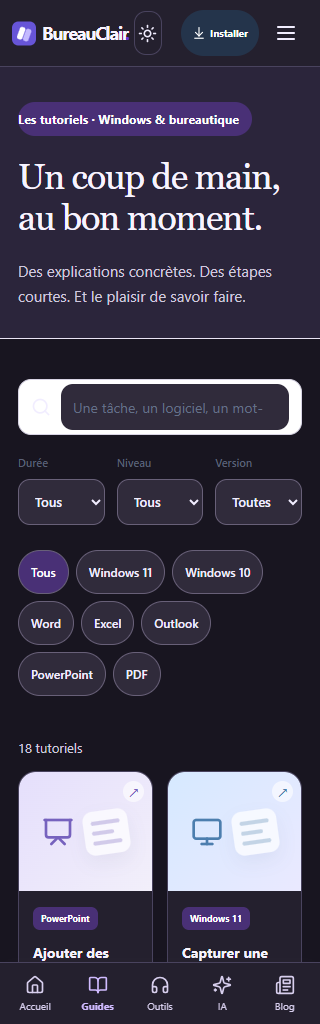 BureauClair
Installer
Les tutoriels · Windows & bureautique
Un coup de main,
au bon moment.
Des explications concrètes. Des étapes
courtes. Et le plaisir de savoir faire.
Une tâche, un logiciel, un mot-
Durée Niveau Version
Tous Tous Toutes
Tous Windows 11 Windows 10
Word Excel Outlook
PowerPoint PDF
18 tutoriels
PowerPoint Windows 11
Ajouter des Capturer une
Accueil Guides Outils IA Blog